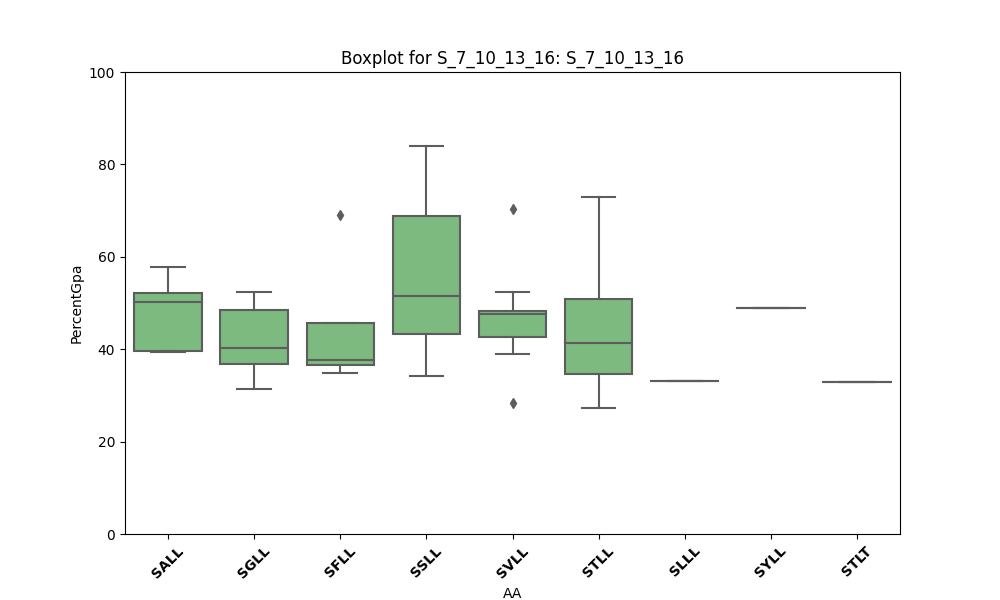 Boxplot for S_7_10_13_16: S_7_10_13_16
PercentGpa
100
80
60
40
20
0
SALL SGLL SFLL SSLL SVLL STLL SLLL SYLL STLT
AA